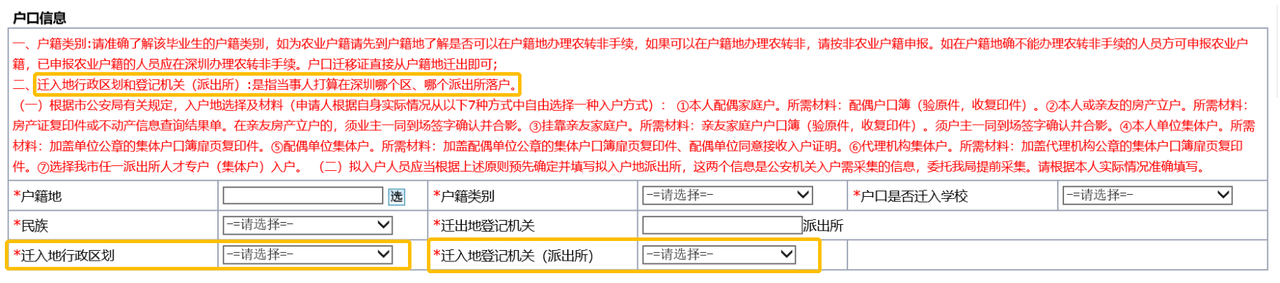 户口信息
一、户籍类别:请准确了解该毕业生的户籍类别，如为农业户籍请先到户籍地了解是否可以在户籍地办理农转非手续，如果可以在户籍地办理农转非，请按非农业户籍申报。如在户籍地确不能办理农转非手续的人员方可申报农业户
籍，已申报农业户籍的人员应在深圳办理农转非手续。户口迁移证直接从户籍地迁出即可；
二、迁入地行政区划和登记机关（派出所）:是指当事人打算在深圳哪个区、哪个派出所落户。
（一）根据市公安局有关规定，入户地选择及材料（申请人根据自身实际情况从以下7种方式中自由选择一种入户方式）： ①本人配偶家庭户。所需材料：配偶户口簿（验原件，收复印件）。②本人或亲友的房产立户。所需材料：
房产证复印件或不动产信息查询结果单。在亲友房产立户的，须业主一同到场签字确认并合影。③挂靠亲友家庭户。所需材料：亲友家庭户户口簿（验原件，收复印件）。须户主一同到场签字确认并合影。④本人单位集体户。所需
材料：加盖单位公章的集体户口簿扉页复印件。⑤配偶单位集体户。所需材料：加盖配偶单位公章的集体户口簿扉页复印件、配偶单位同意接收入户证明。⑥代理机构集体户。所需材料：加盖代理机构公章的集体户口簿扉页复印
件。⑦选择我市任一派出所人才专户（集体户）入户。 （二）拟入户人员应当根据上述原则预先确定并填写拟入户地派出所，这两个信息是公安机关入户需采集的信息，委托我局提前采集。请根据本人实际情况准确填写。
*户籍地 选 *户籍类别 -=请选择=- *户口是否迁入学校 -=请选择=-
*民族 -=请选择=- *迁出地登记机关 派出所
*迁入地行政区划 -=请选择=- *迁入地登记机关（派出所） -=请选择=-